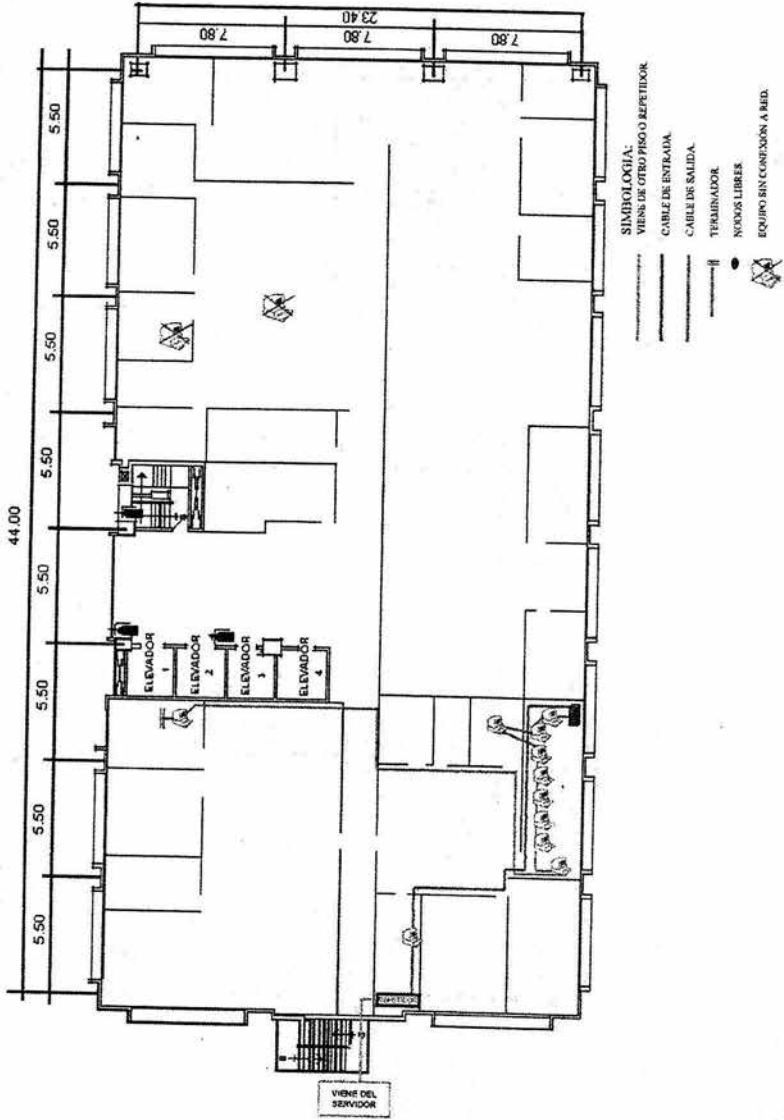 44.00
5.50
5.50
5.50
5.50
5.50
5.50
5.50
5.50
23.40
7.80
7.80
7.80
ELEVADOR
1
ELEVADOR
2
ELEVADOR
3
ELEVADOR
4
VIENE DEL
SERVIDOR
SIMBOLOGIA:
VIENE DE OTRO PISO O REPETIDOR.
CABLE DE ENTRADA.
CABLE DE SALIDA.
TERMINADOR
NODOS LIBRES.
EQUIPO SIN CONEXIÓN A RED.